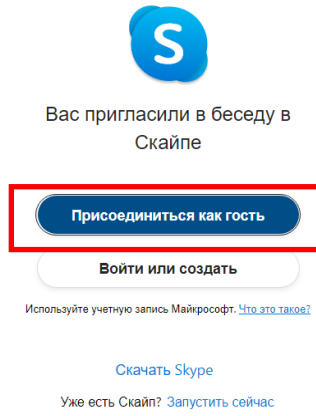 S
Вас пригласили в беседу в
Скайпе
Присоединиться как гость
Войти или создать
Используйте учетную запись Майкрософт. Что это такое?
Скачать Skype
Уже есть Скайп? Запустить сейчас